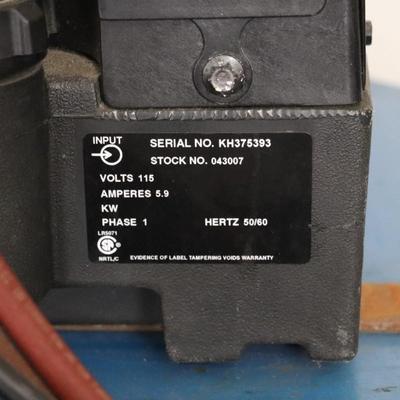 INPUT
SERIAL NO. KH375393
STOCK NO. 043007
VOLTS 115
AMPERES 5.9
KW
PHASE 1 HERTZ 50/60
LR5071
NRTL/C
EVIDENCE OF LABEL TAMPERING VOIDS WARRANTY